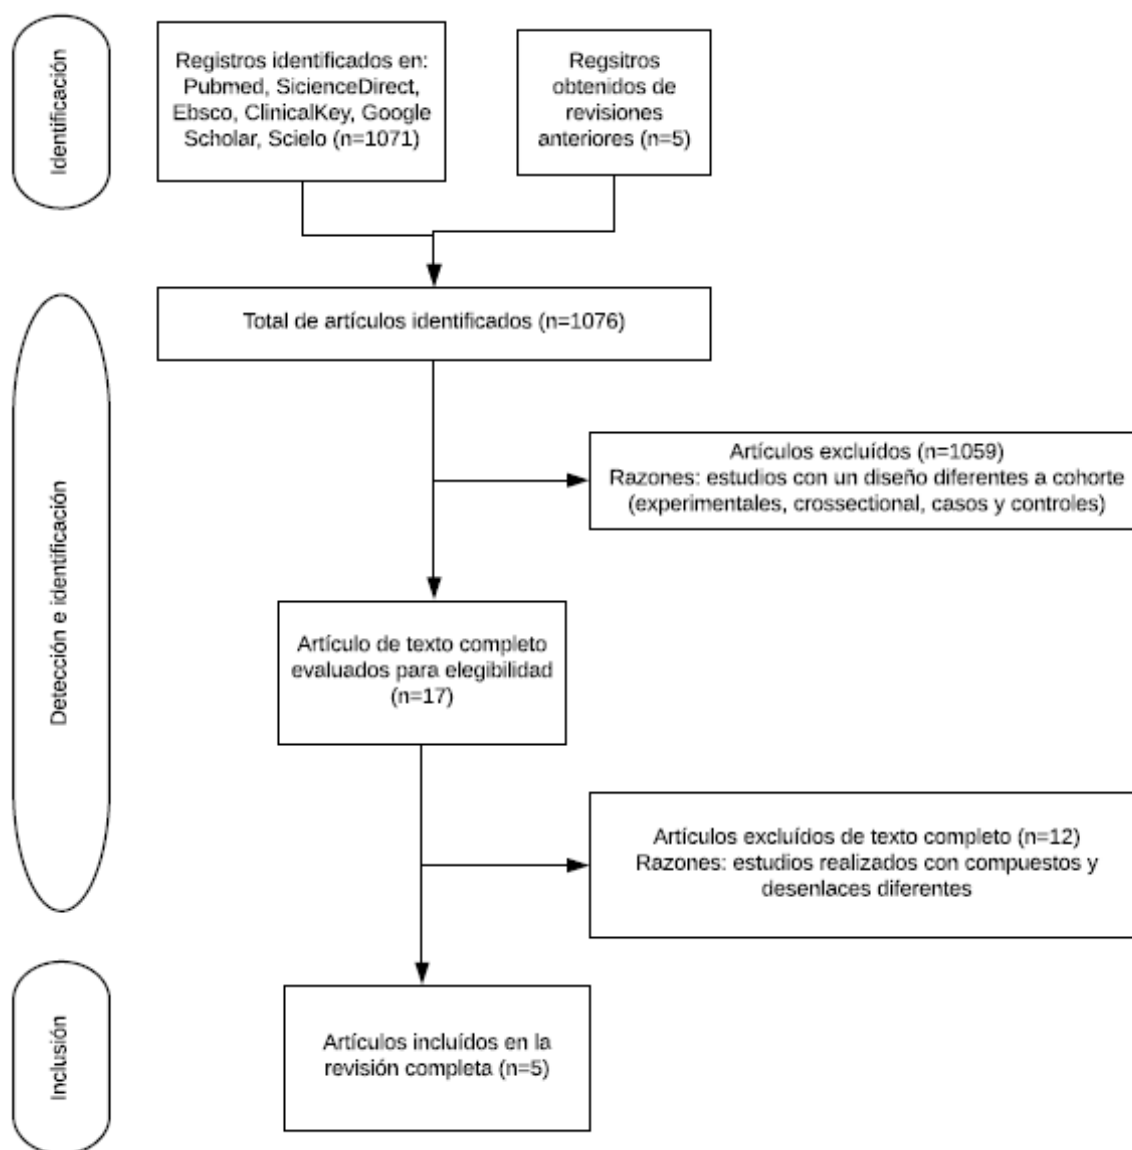 Identificación
Registros identificados en:
Pubmed, SicienceDirect,
Ebsco, ClinicalKey, Google
Scholar, Scielo (n=1071)
Regsitros
obtenidos de
revisiones
anteriores (n=5)
Detección e identificación
Total de artículos identificados (n=1076)
Artículos excluídos (n=1059)
Razones: estudios con un diseño diferentes a cohorte
(experimentales, crossectional, casos y controles)
Artículo de texto completo
evaluados para elegibilidad
(n=17)
Artículos excluídos de texto completo (n=12)
Razones: estudios realizados con compuestos y
desenlaces diferentes
Inclusión
Artículos incluídos en la
revisión completa (n=5)